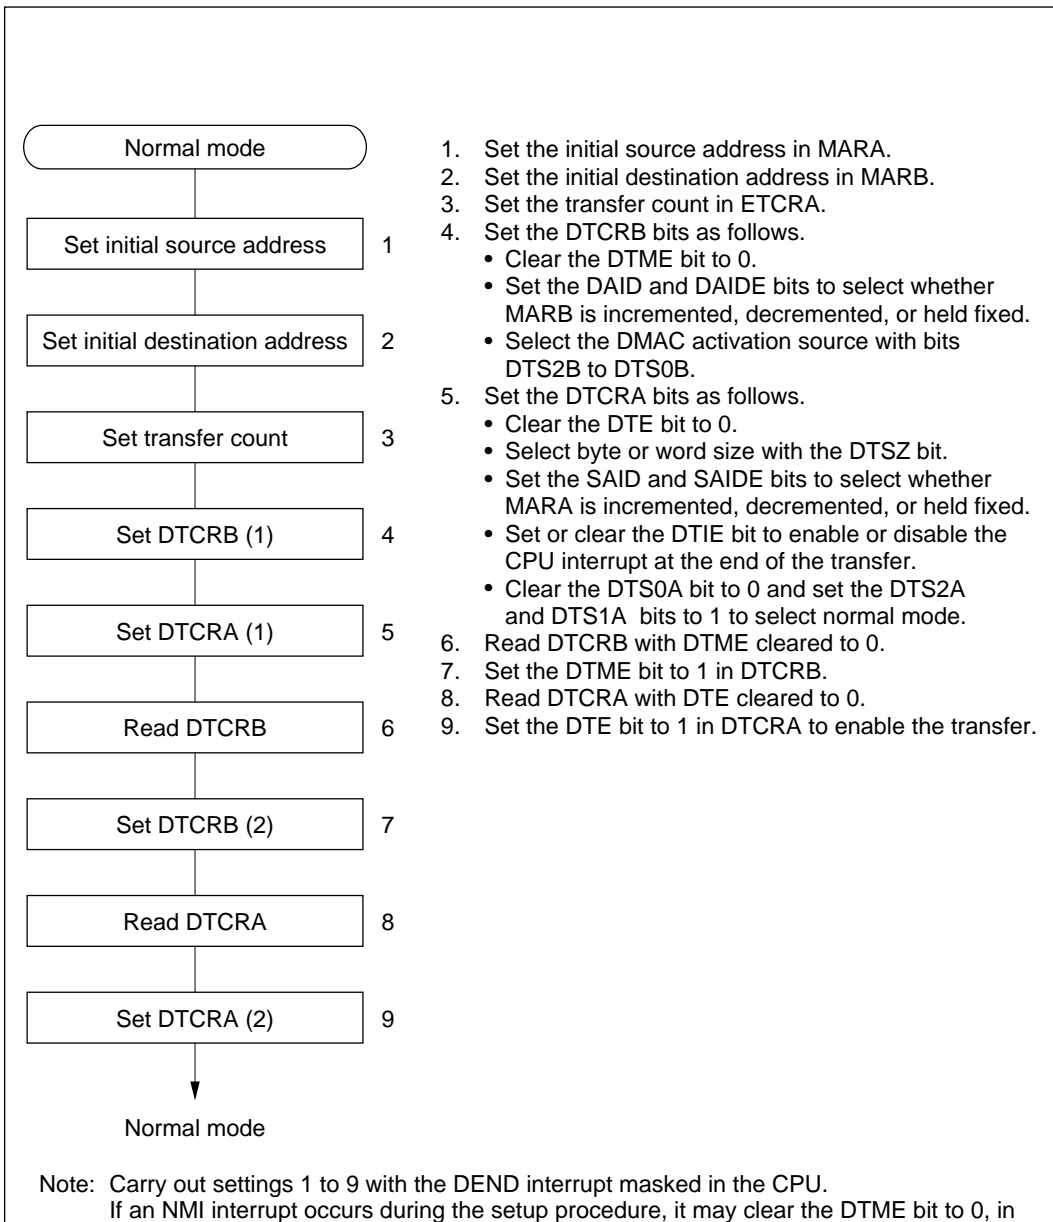 Normal mode
Set initial source address 1
Set initial destination address 2
Set transfer count 3
Set DTCRB (1) 4
Set DTCRA (1) 5
Read DTCRB 6
Set DTCRB (2) 7
Read DTCRA 8
Set DTCRA (2) 9
Normal mode
1. Set the initial source address in MARA.
2. Set the initial destination address in MARB.
3. Set the transfer count in ETCRA.
4. Set the DTCRB bits as follows.
• Clear the DTME bit to 0.
• Set the DAID and DAIDE bits to select whether
MARB is incremented, decremented, or held fixed.
• Select the DMAC activation source with bits
DTS2B to DTS0B.
5. Set the DTCRA bits as follows.
• Clear the DTE bit to 0.
• Select byte or word size with the DTSZ bit.
• Set the SAID and SAIDE bits to select whether
MARA is incremented, decremented, or held fixed.
• Set or clear the DTIE bit to enable or disable the
CPU interrupt at the end of the transfer.
• Clear the DTS0A bit to 0 and set the DTS2A
and DTS1A bits to 1 to select normal mode.
6. Read DTCRB with DTME cleared to 0.
7. Set the DTME bit to 1 in DTCRB.
8. Read DTCRA with DTE cleared to 0.
9. Set the DTE bit to 1 in DTCRA to enable the transfer.
Note: Carry out settings 1 to 9 with the DEND interrupt masked in the CPU.
If an NMI interrupt occurs during the setup procedure, it may clear the DTME bit to 0, in